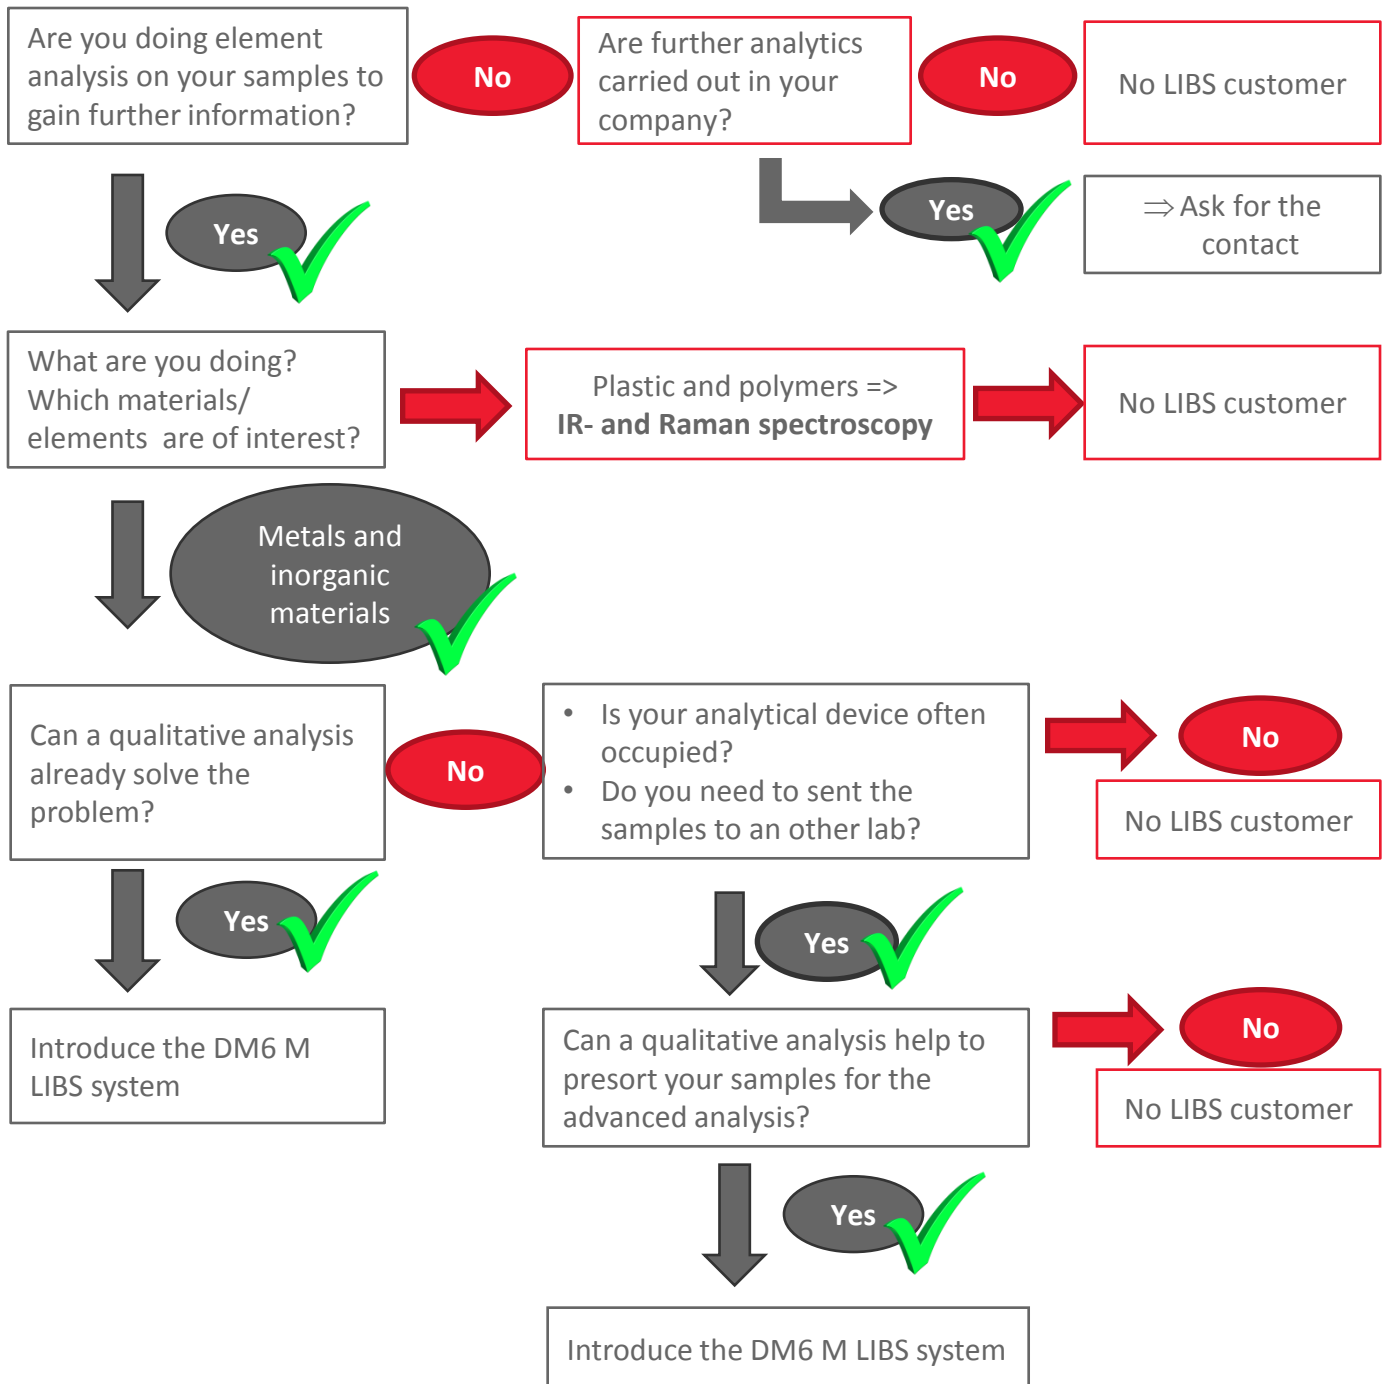 Are you doing element
analysis on your samples to
gain further information?
No
Are further analytics
carried out in your
company?
No
No LIBS customer
Yes
Yes
⇒ Ask for the
contact
What are you doing?
Which materials/
elements are of interest?
Plastic and polymers =>
IR- and Raman spectroscopy
No LIBS customer
Metals and
inorganic
materials
Can a qualitative analysis
already solve the
problem?
No
• Is your analytical device often
occupied?
• Do you need to sent the
samples to an other lab?
No
No LIBS customer
Yes
Yes
Introduce the DM6 M
LIBS system
Can a qualitative analysis help to
presort your samples for the
advanced analysis?
No
No LIBS customer
Yes
Introduce the DM6 M LIBS system